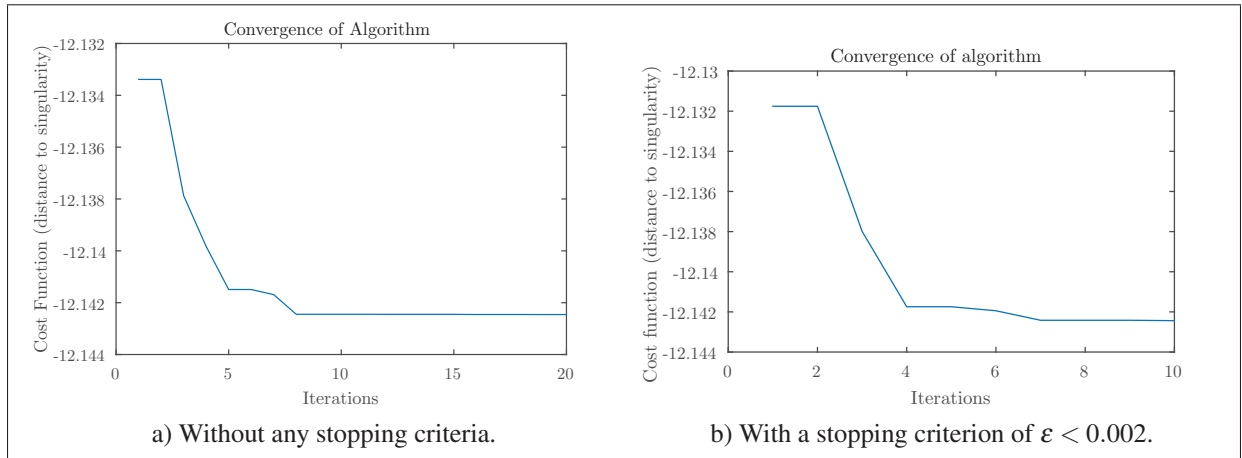 Convergence of Algorithm
Cost Function (distance to singularity)
-12.132
-12.134
-12.136
-12.138
-12.14
-12.142
-12.144
0 5 10 15 20
Iterations
a) Without any stopping criteria.
Convergence of algorithm
Cost function (distance to singularity)
-12.13
-12.132
-12.134
-12.136
-12.138
-12.14
-12.142
-12.144
0 2 4 6 8 10
Iterations
b) With a stopping criterion of ε < 0.002.